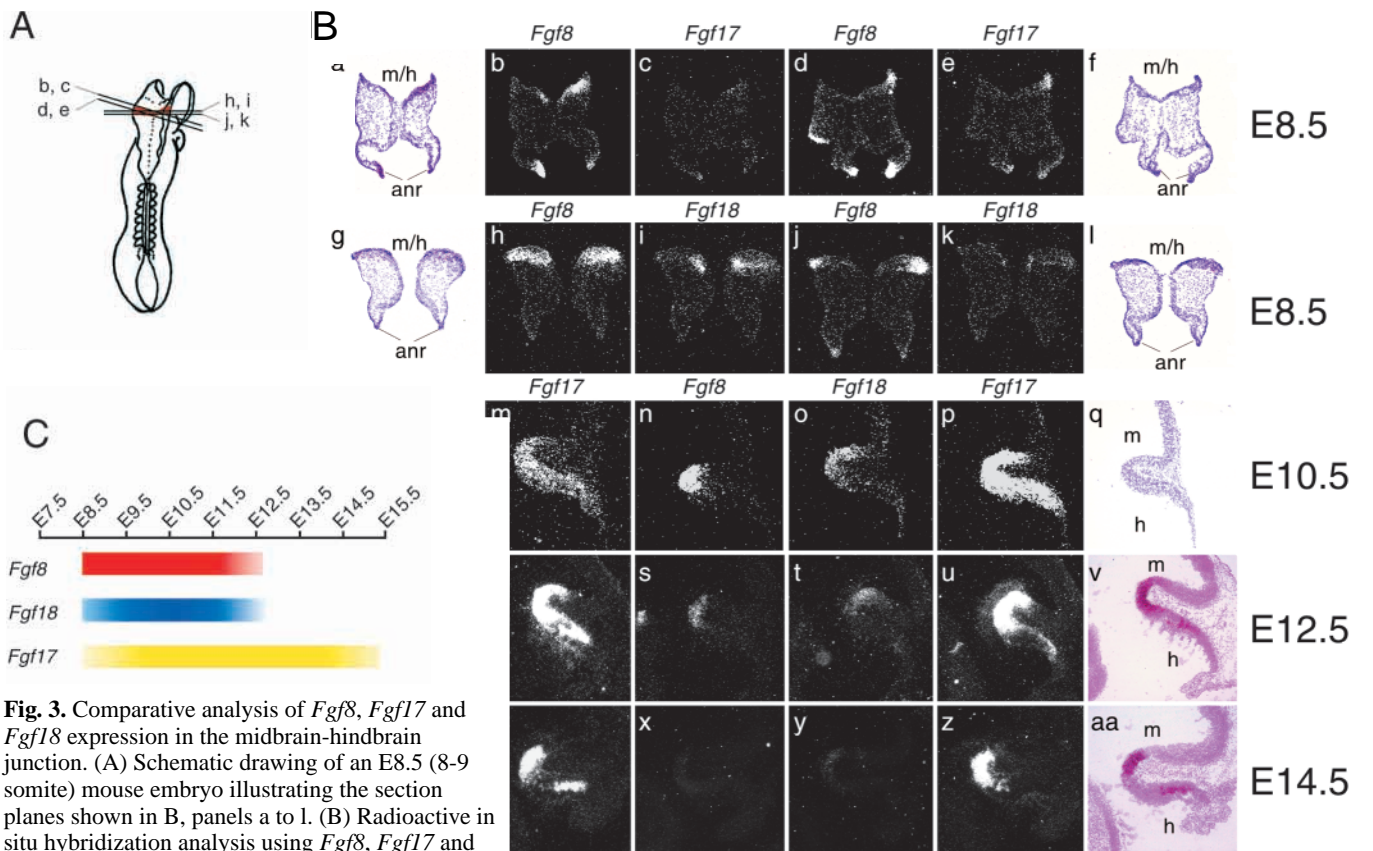 A
b, c
d, e
h, i
j, k
B
Fgf8 Fgf17 Fgf8 Fgf17
a m/h anr
b
c
d
e
f m/h anr
E8.5
Fgf8 Fgf18 Fgf8 Fgf18
g m/h anr
h
i
j
k
l m/h anr
E8.5
Fgf17 Fgf8 Fgf18 Fgf17
n
o
p
q m h
E10.5
s
t
u
v m h
E12.5
x
y
z
aa m h
E14.5
C
E7.5 E8.5 E9.5 E10.5 E11.5 E12.5 E13.5 E14.5 E15.5
Fgf8
Fgf18
Fgf17
Fig. 3. Comparative analysis of Fgf8, Fgf17 and
Fgf18 expression in the midbrain-hindbrain
junction. (A) Schematic drawing of an E8.5 (8-9
somite) mouse embryo illustrating the section
planes shown in B, panels a to l. (B) Radioactive in
situ hybridization analysis using Fgf8, Fgf17 and